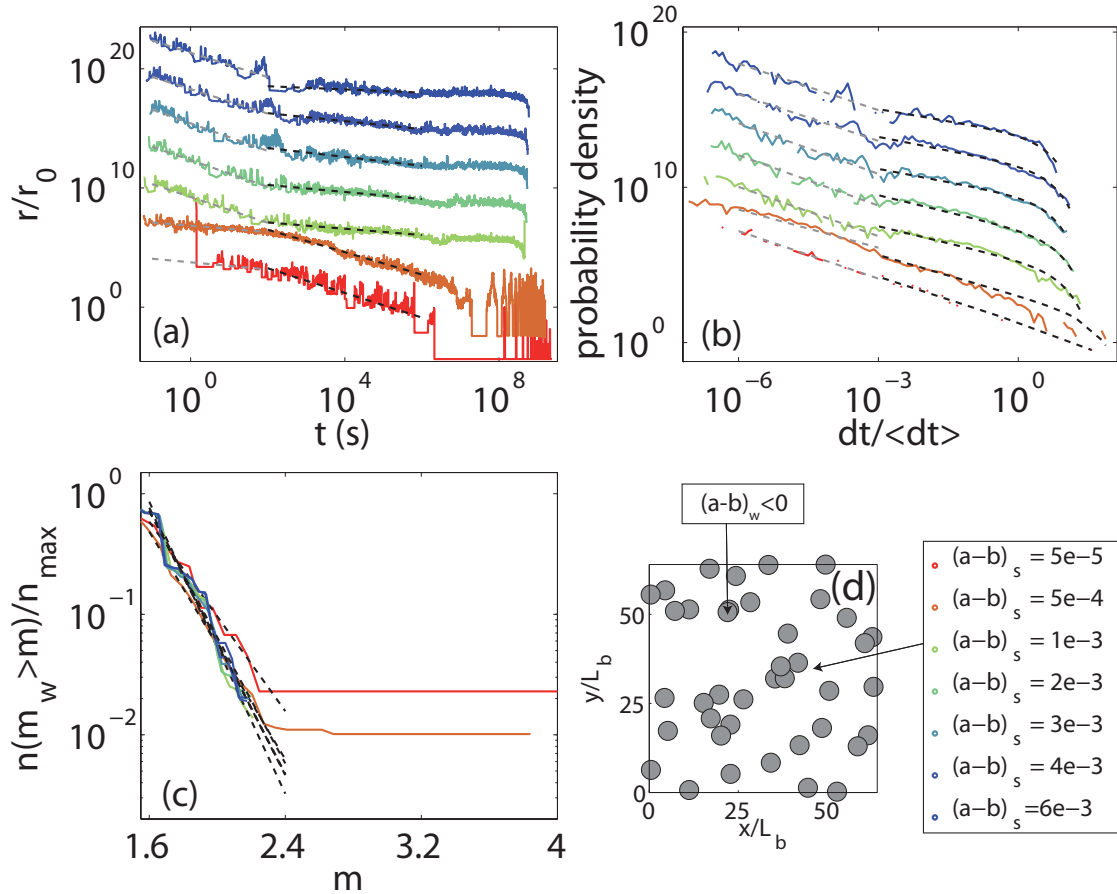 r/r0
10^20
10^10
10^0
(a)
10^0
10^4
10^8
t (s)
probability density
10^20
10^10
10^0
(b)
10^-6
10^-3
10^0
dt/<dt>
n(m_w >m)/n_max
10^0
10^-1
10^-2
(c)
1.6
2.4
3.2
4
m
(a-b)_w<0
(d)
y/L_b
50
25
0
0
25
50
x/L_b
(a−b)_s = 5e−5
(a−b)_s = 5e−4
(a−b)_s = 1e−3
(a−b)_s = 2e−3
(a−b)_s = 3e−3
(a−b)_s = 4e−3
(a−b)_s =6e−3